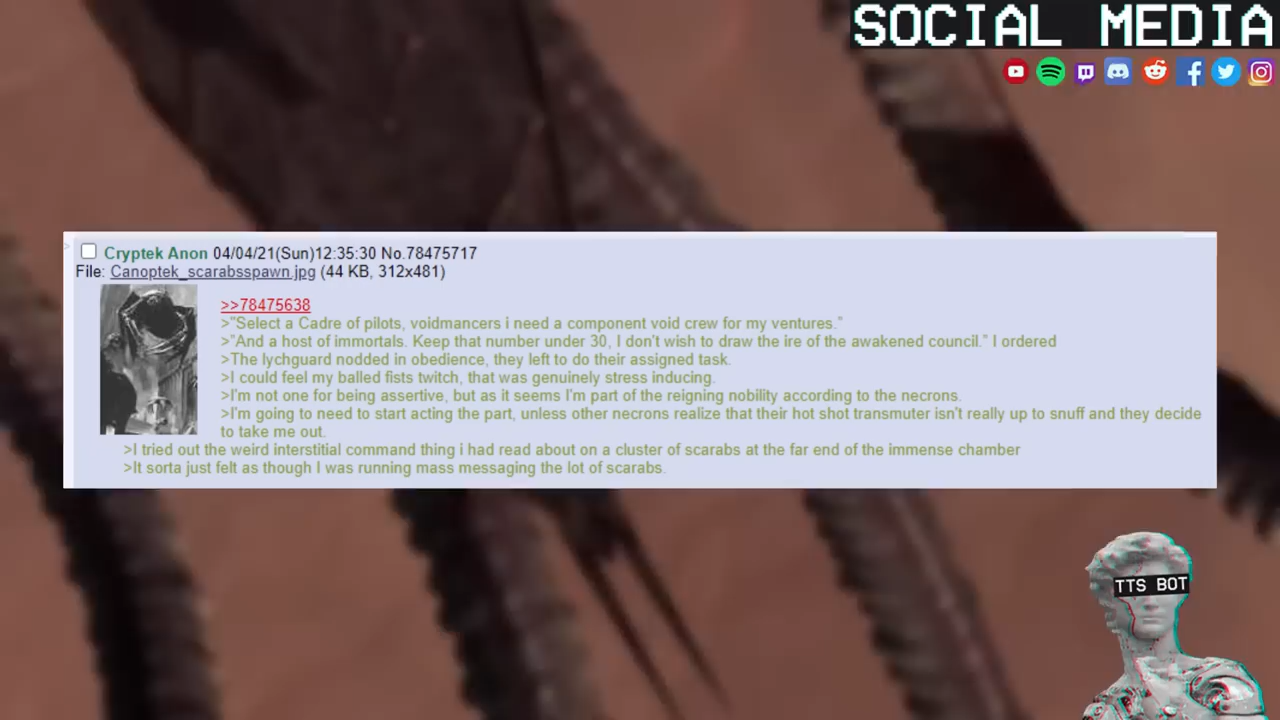 SOCIAL MEDIA
Cryptek Anon 04/04/21(Sun)12:35:30 No.78475717
File: Canoptek_scarabsspawn.jpg (44 KB, 312x481)
>>78475638
>"Select a Cadre of pilots, voidmancers i need a component void crew for my ventures."
>"And a host of immortals. Keep that number under 30, I don't wish to draw the ire of the awakened council." I ordered
>The lychguard nodded in obedience, they left to do their assigned task.
>I could feel my balled fists twitch, that was genuinely stress inducing.
>I'm not one for being assertive, but as it seems I'm part of the reigning nobility according to the necrons.
>I'm going to need to start acting the part, unless other necrons realize that their hot shot transmuter isn't really up to snuff and they decide
to take me out.
>I tried out the weird interstitial command thing i had read about on a cluster of scarabs at the far end of the immense chamber
>It sorta just felt as though I was running mass messaging the lot of scarabs.
TTS BOT